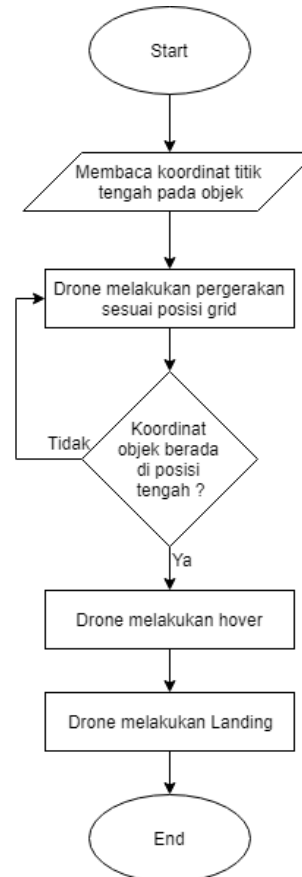 Start
Membaca koordinat titik
tengah pada objek
Drone melakukan pergerakan
sesuai posisi grid
Koordinat
objek berada
di posisi
tengah ?
Tidak
Ya
Drone melakukan hover
Drone melakukan Landing
End